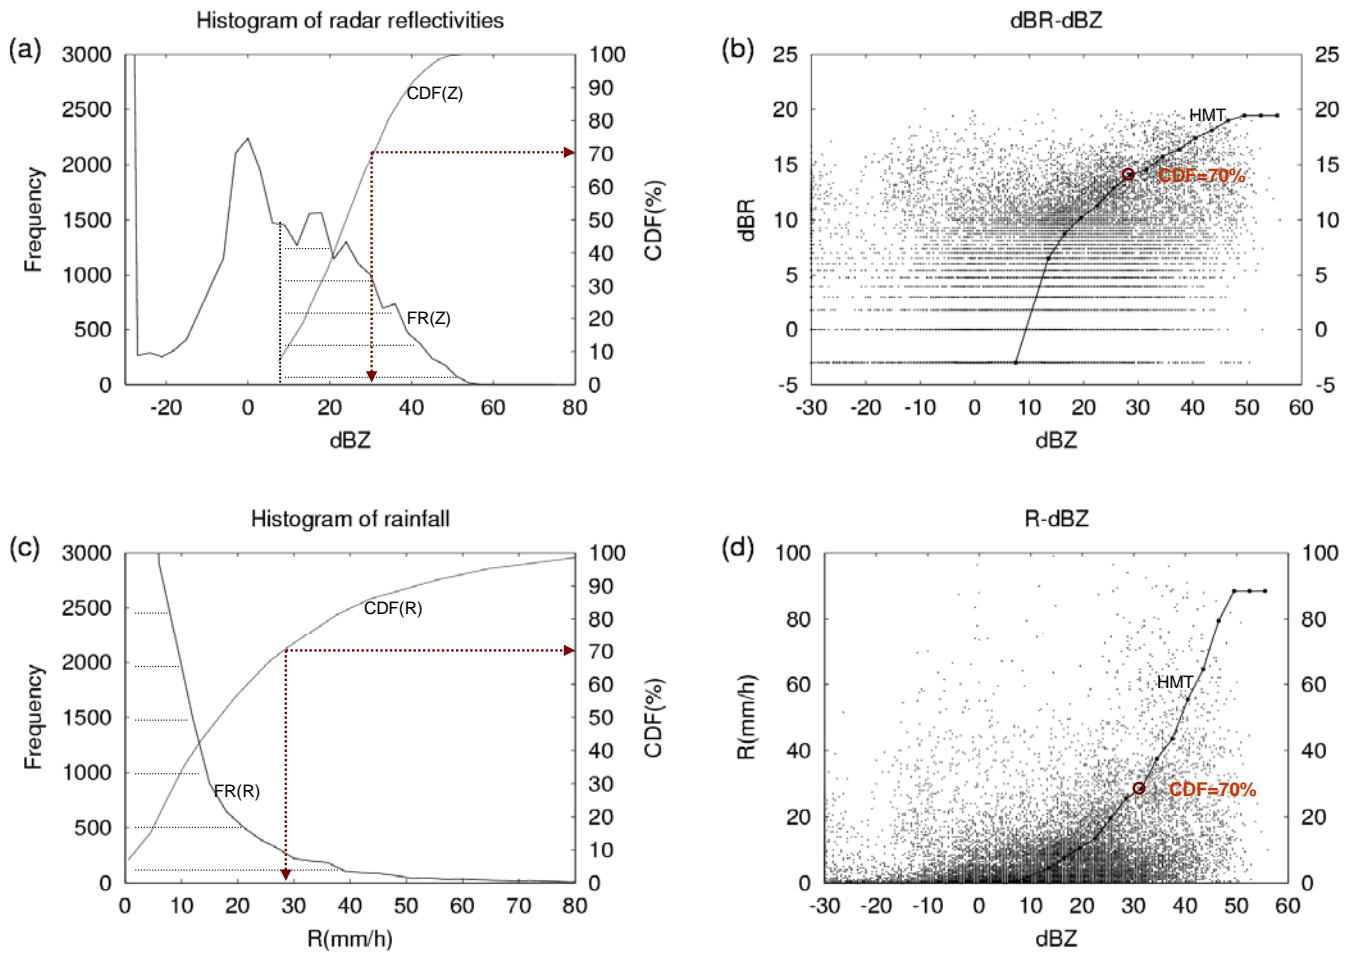 Histogram of radar reflectivities
(a)
3000
2500
2000
1500
1000
500
0
Frequency
100
90
80
70
60
50
40
30
20
10
0
CDF(%)
CDF(Z)
FR(Z)
-20 0 20 40 60 80
dBZ
dBR-dBZ
(b)
25
20
15
10
5
0
-5
dBR
25
20
15
10
5
0
-5
HMT
CDF=70%
-30 -20 -10 0 10 20 30 40 50 60
dBZ
Histogram of rainfall
(c)
3000
2500
2000
1500
1000
500
0
Frequency
100
90
80
70
60
50
40
30
20
10
0
CDF(%)
CDF(R)
FR(R)
0 10 20 30 40 50 60 70 80
R(mm/h)
R-dBZ
(d)
100
80
60
40
20
0
R(mm/h)
100
80
60
40
20
0
HMT
CDF=70%
-30 -20 -10 0 10 20 30 40 50 60
dBZ